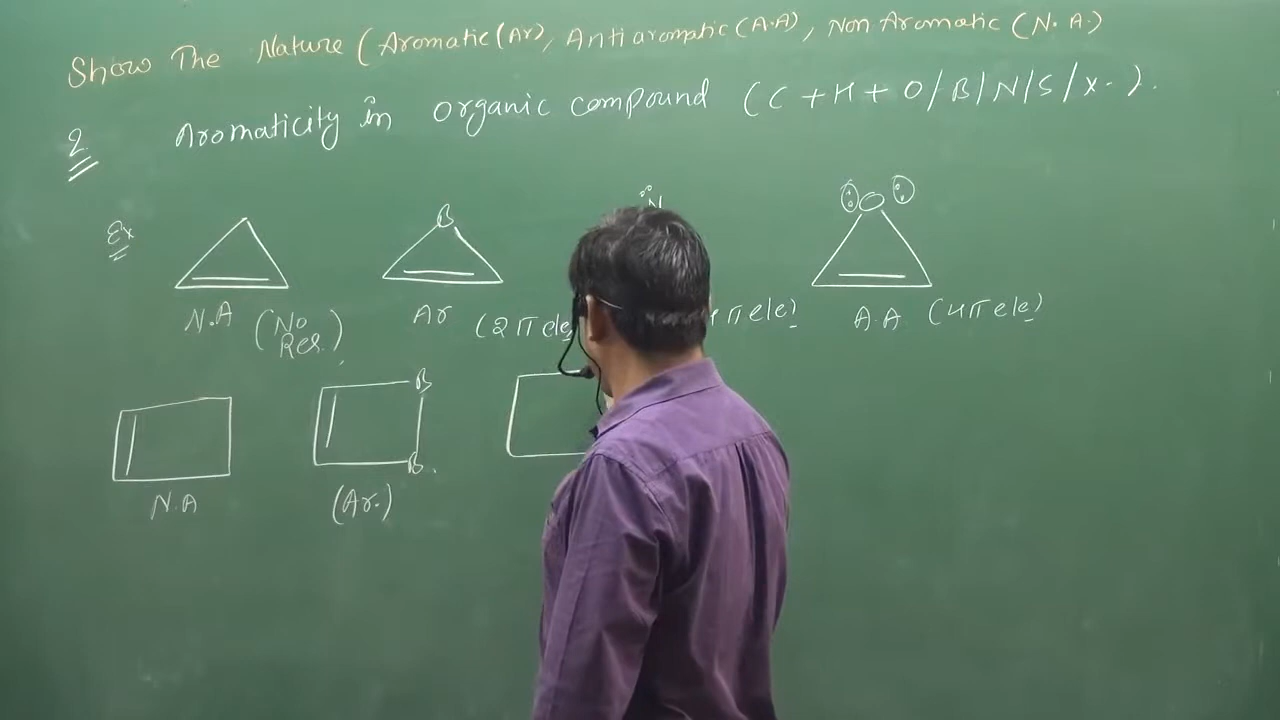 Show The Nature (Aromatic(Ar), Antiaromatic(A.A), Non Aromatic (N.A.)
2. Aromaticity in organic compound (C + H + O/B/N/S/X-).
Ex
B N O
N.A (No Res.) Ar (2π ele πele) A.A (4π ele)
B
B
N.A (Ar.)